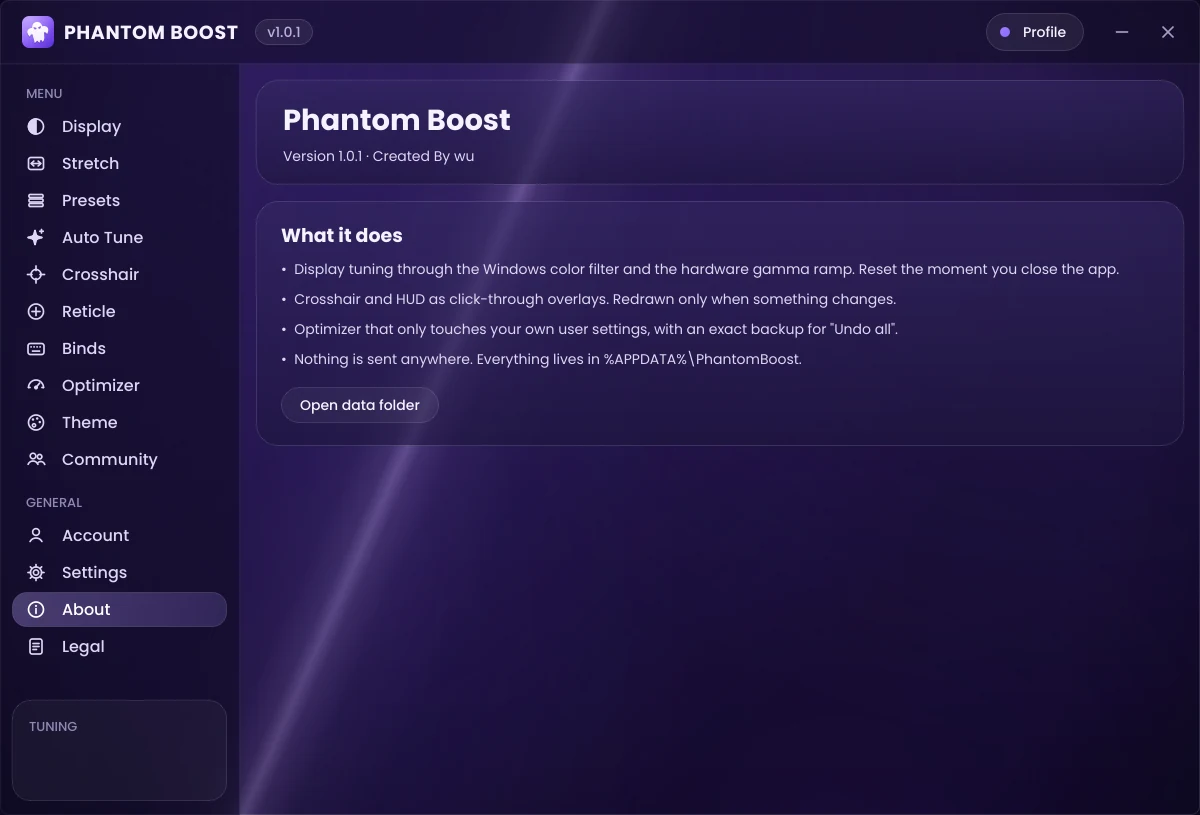 PHANTOM BOOST
v1.0.1
Profile
MENU
Display
Stretch
Presets
Auto Tune
Crosshair
Reticle
Binds
Optimizer
Theme
Community
GENERAL
Account
Settings
About
Legal
TUNING
Phantom Boost
Version 1.0.1 · Created By wu
What it does
• Display tuning through the Windows color filter and the hardware gamma ramp. Reset the moment you close the app.
• Crosshair and HUD as click-through overlays. Redrawn only when something changes.
• Optimizer that only touches your own user settings, with an exact backup for "Undo all".
• Nothing is sent anywhere. Everything lives in %APPDATA%\PhantomBoost.
Open data folder